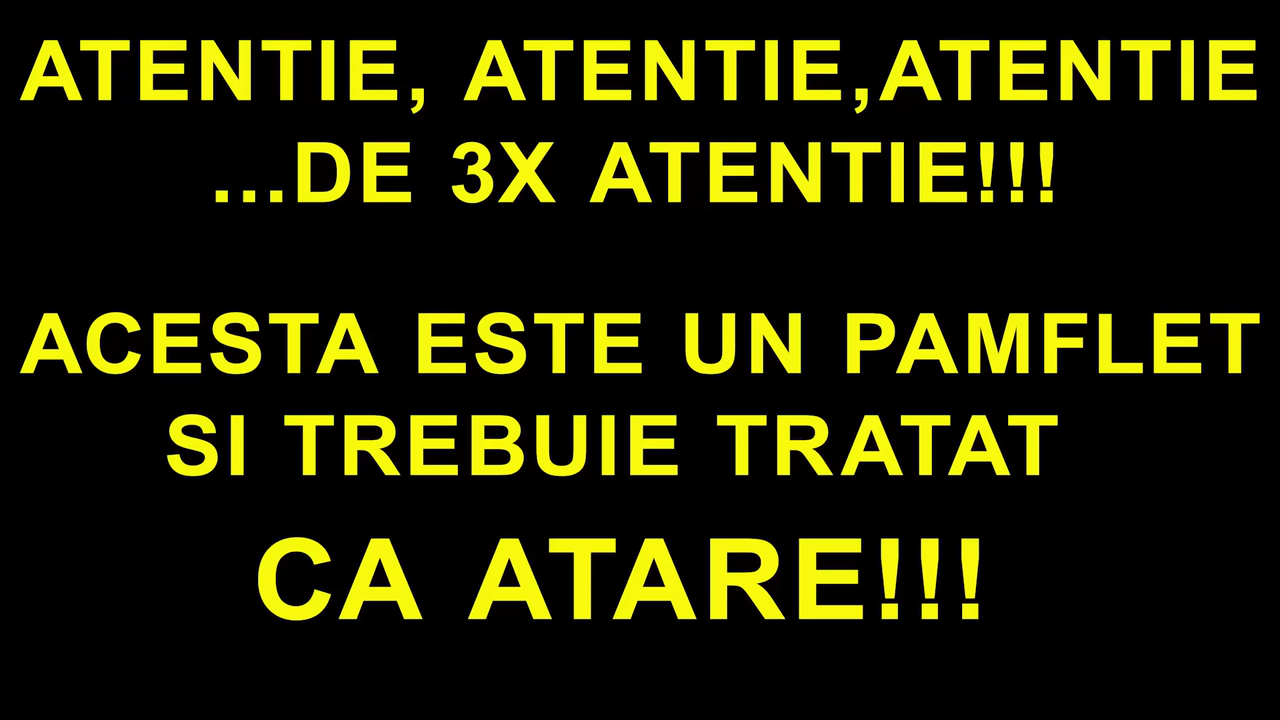 ATENTIE, ATENTIE,ATENTIE
...DE 3X ATENTIE!!!
ACESTA ESTE UN PAMFLET
SI TREBUIE TRATAT
CA ATARE!!!